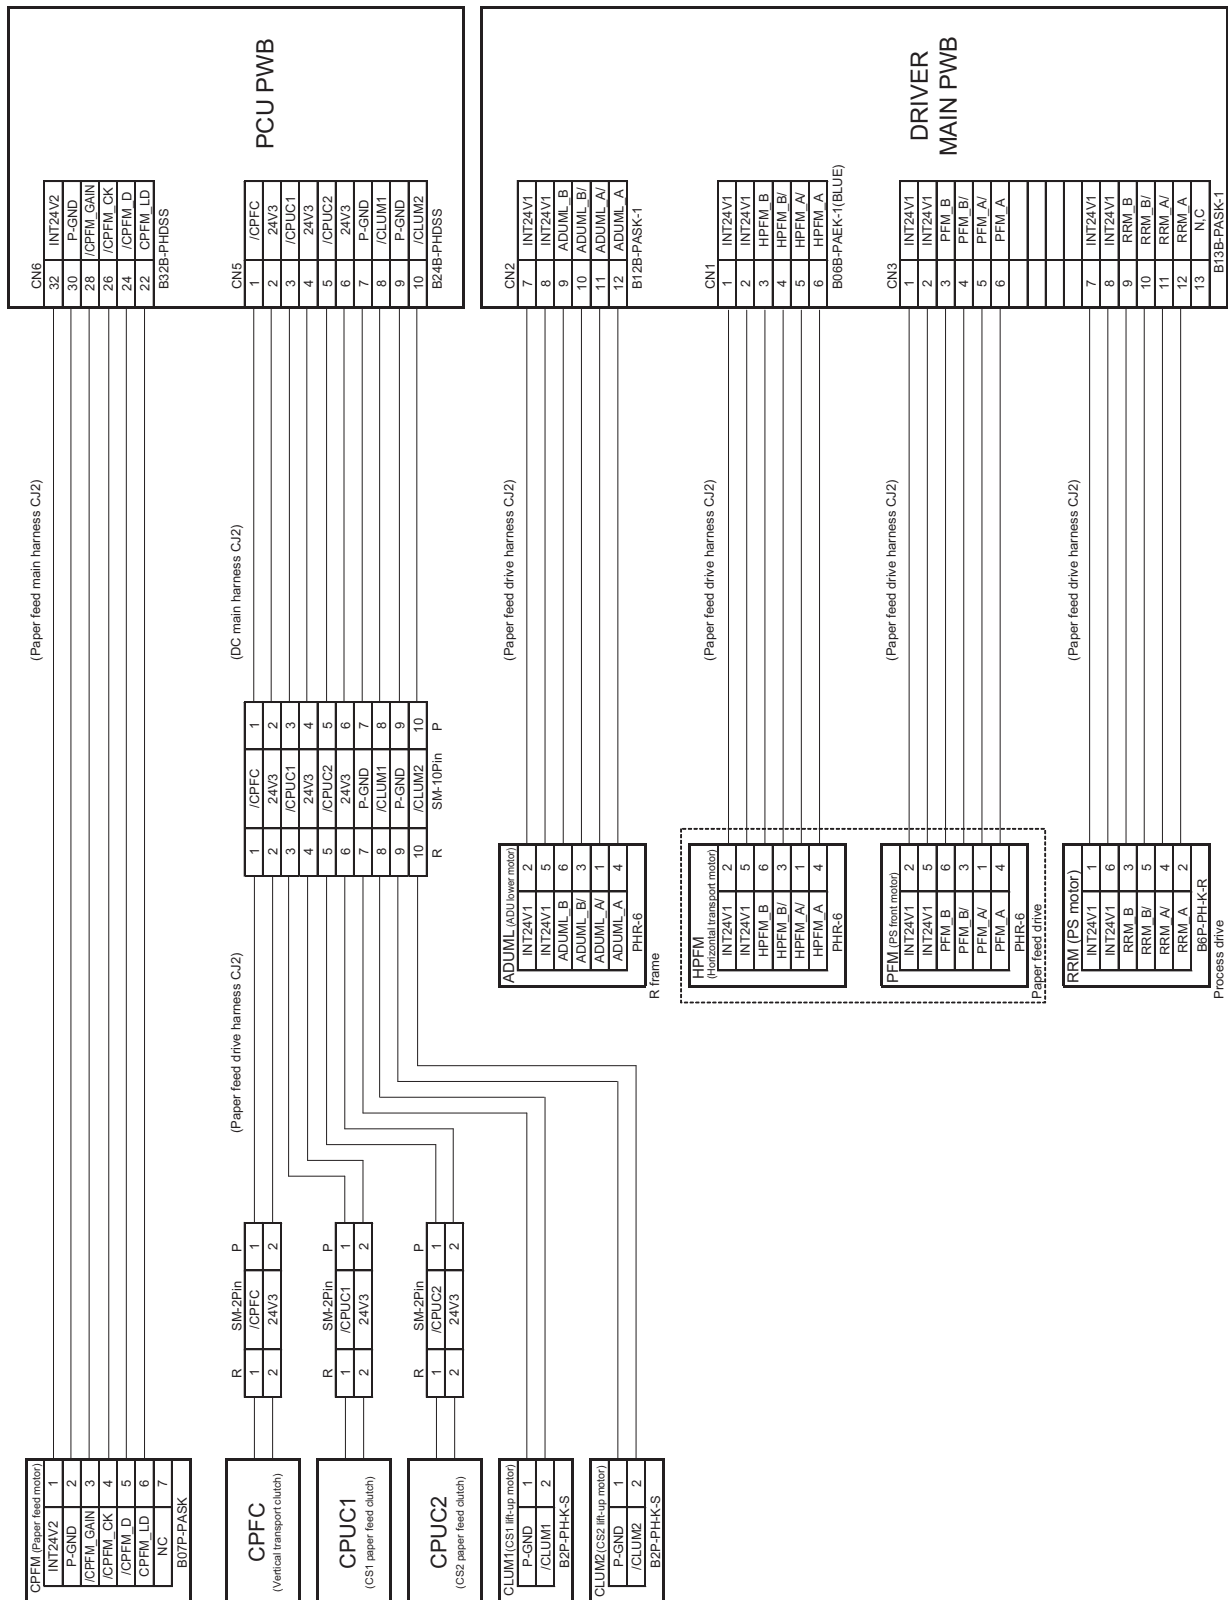 PCU PWB
CN6
32 INT24V2
30 P-GND
28 /CPFM_GAIN
26 /CPFM_CK
24 /CPFM_D
22 CPFM_LD
B32B-PHDSS
CN5
1 /CPFC
2 24V3
3 /CPUC1
4 24V3
5 /CPUC2
6 24V3
7 P-GND
8 /CLUM1
9 P-GND
10 /CLUM2
B24B-PHDSS
DRIVER
MAIN PWB
CN2
7 INT24V1
8 INT24V1
9 ADUML_B
10 ADUML_B/
11 ADUML_A/
12 ADUML_A
B12B-PASK-1
CN1
1 INT24V1
2 INT24V1
3 HPFM_B
4 HPFM_B/
5 HPFM_A/
6 HPFM_A
B06B-PAEK-1(BLUE)
CN3
1 INT24V1
2 INT24V1
3 PFM_B
4 PFM_B/
5 PFM_A/
6 PFM_A
7 INT24V1
8 INT24V1
9 RRM_B
10 RRM_B/
11 RRM_A/
12 RRM_A
13 N,C
B13B-PASK-1
(Paper feed main harness CJ2)
(DC main harness CJ2)
(Paper feed drive harness CJ2)
(Paper feed drive harness CJ2)
(Paper feed drive harness CJ2)
(Paper feed drive harness CJ2)
1 /CPFC 1
2 24V3 2
3 /CPUC1 3
4 24V3 4
5 /CPUC2 5
6 24V3 6
7 P-GND 7
8 /CLUM1 8
9 P-GND 9
10 /CLUM2 10
R SM-10Pin P
(Paper feed drive harness CJ2)
ADUML (ADU lower motor)
INT24V1 2
INT24V1 5
ADUML_B 6
ADUML_B/ 3
ADUML_A/ 1
ADUML_A 4
PHR-6
R frame
HPFM
(Horizontal transport motor)
INT24V1 2
INT24V1 5
HPFM_B 6
HPFM_B/ 3
HPFM_A/ 1
HPFM_A 4
PHR-6
PFM (PS front motor)
INT24V1 2
INT24V1 5
PFM_B 6
PFM_B/ 3
PFM_A/ 1
PFM_A 4
PHR-6
Paper feed drive
RRM (PS motor)
INT24V1 1
INT24V1 6
RRM_B 3
RRM_B/ 5
RRM_A/ 4
RRM_A 2
B6P-PH-K-R
Process drive
R SM-2Pin P
1 /CPFC 1
2 24V3 2
R SM-2Pin P
1 /CPUC1 1
2 24V3 2
R SM-2Pin P
1 /CPUC2 1
2 24V3 2
CPFM (Paper feed motor)
INT24V2 1
P-GND 2
/CPFM_GAIN 3
/CPFM_CK 4
/CPFM_D 5
CPFM_LD 6
NC 7
B07P-PASK
CPFC
(Vertical transport clutch)
CPUC1
(CS1 paper feed clutch)
CPUC2
(CS2 paper feed clutch)
CLUM1(CS1 lift-up motor)
P-GND 1
/CLUM1 2
B2P-PH-K-S
CLUM2(CS2 lift-up motor)
P-GND 1
/CLUM2 2
B2P-PH-K-S